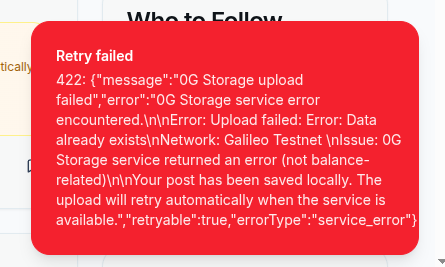 Who to Follow
tically
Retry failed
422: {"message":"0G Storage upload
failed","error":"0G Storage service error
encountered.\n\nError: Upload failed: Error: Data
already exists\nNetwork: Galileo Testnet \nIssue: 0G
Storage service returned an error (not balance-
related)\n\nYour post has been saved locally. The
upload will retry automatically when the service is
available.","retryable":true,"errorType":"service_error"}